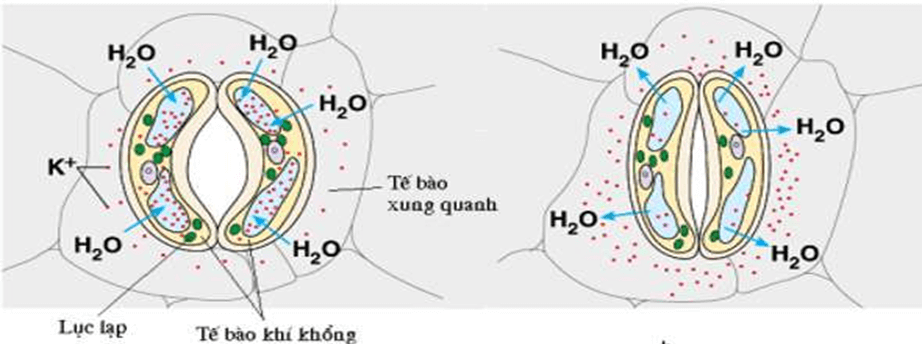 H₂O
H₂O
H₂O
K⁺
Tế bào
xung quanh
H₂O
H₂O
Lục lạp
Tế bào khí khổng
H₂O
H₂O
H₂O
H₂O
H₂O